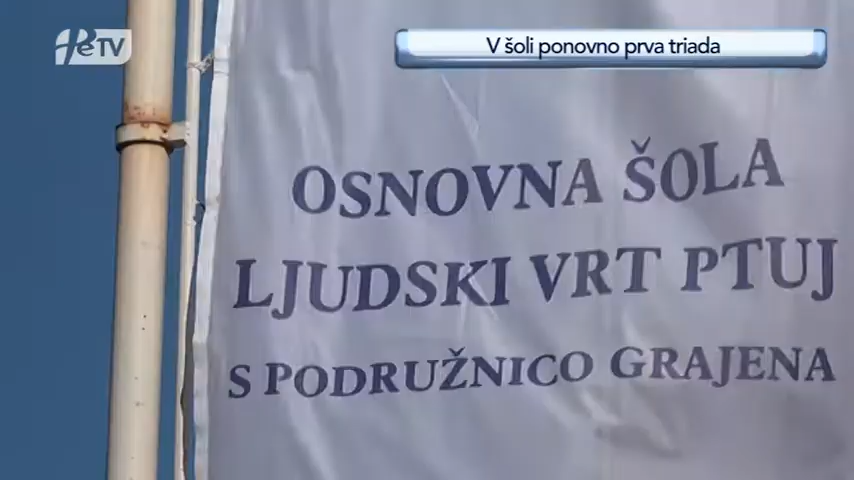 PeTV
V šoli ponovno prva triada
OSNOVNA ŠOLA
LJUDSKI VRT PTUJ
S PODRUŽNICO GRAJENA